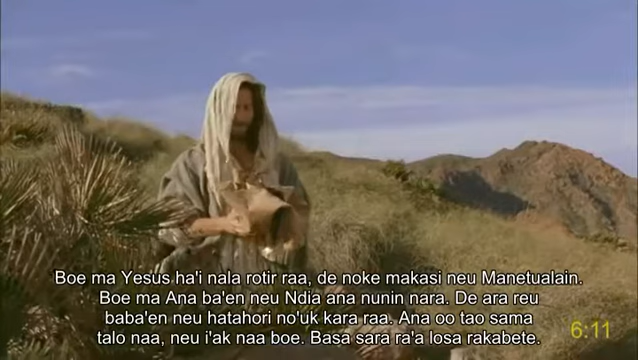 Boe ma Yesus ha'i nala rotir raa, de noke makasi neu Manetualain.
Boe ma Ana ba'en neu Ndia ana nunin nara. De ara reu
baba'en neu hatahori no'uk kara raa. Ana oo tao sama
talo naa, neu i'ak naa boe. Basa sara ra'a losa rakabete.
6:11